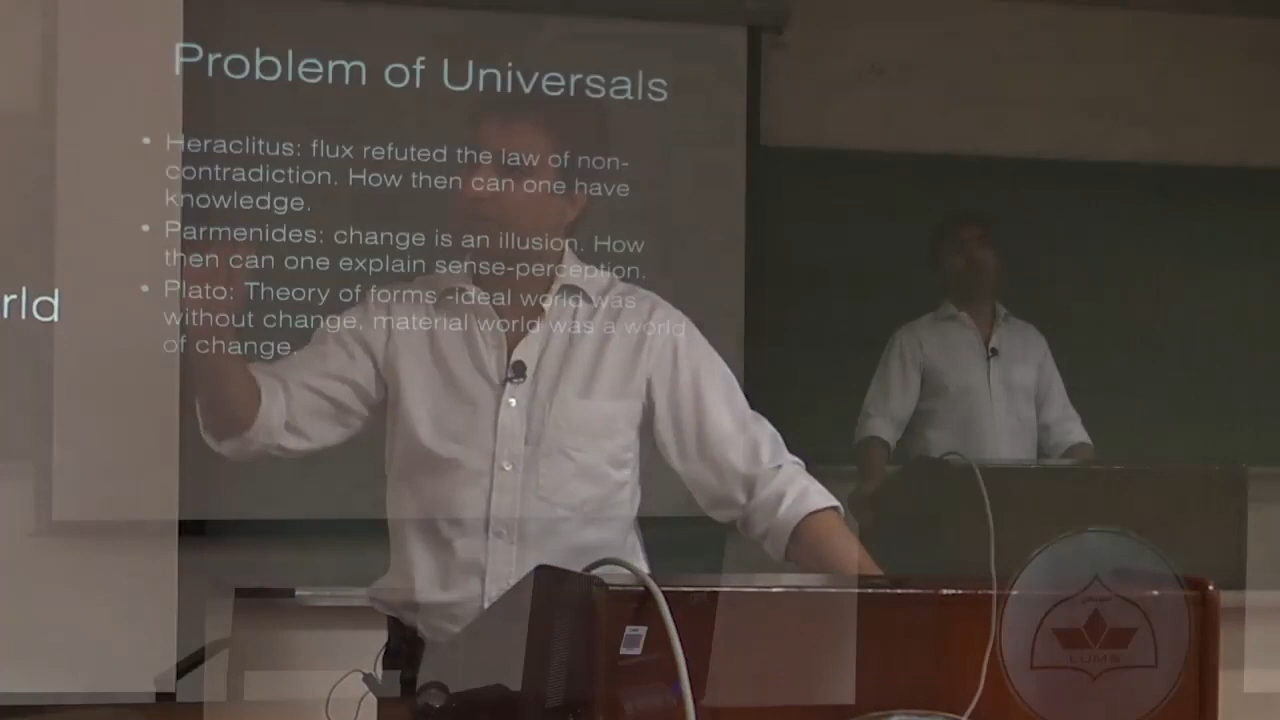 Problem of Universals
• Heraclitus: flux refuted the law of non-
contradiction. How then can one have
knowledge.
• Parmenides: change is an illusion. How
then can one explain sense-perception.
• Plato: Theory of forms -ideal world was
without change, material world was a world
of change.
rld
LUMS